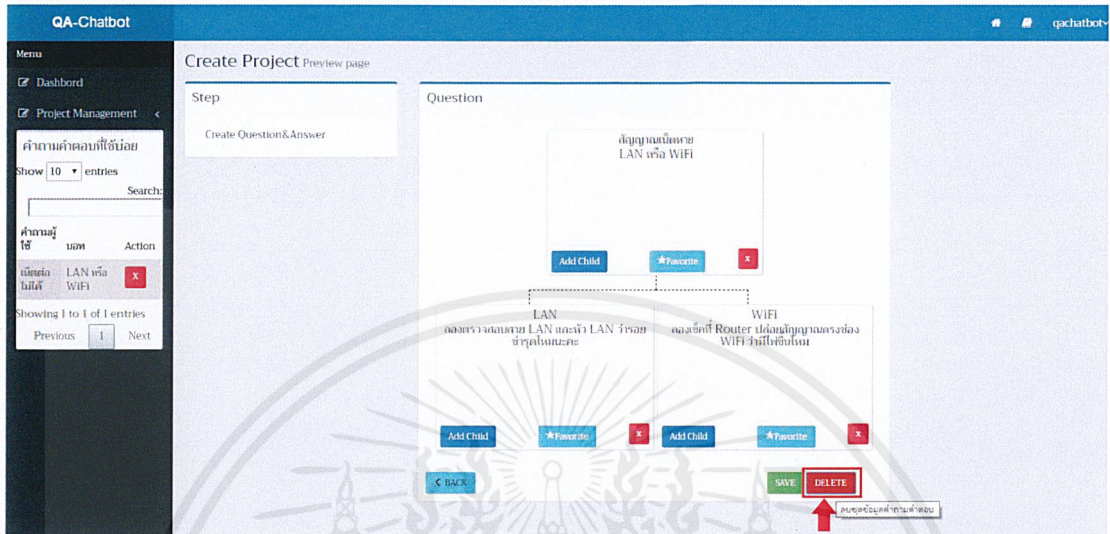 QA-Chatbot
qachatbot
Menu
Dashbord
Project Management
คำถามคำตอบที่ใช้บ่อย
Show 10 entries
Search:
คำถามผู้ใช้ บอท Action
เน็ตต่อไม่ได้ LAN หรือ WiFi x
Showing 1 to 1 of 1 entries
Previous 1 Next
Create Project Preview page
Step
Create Question&Answer
Question
สัญญาณเน็ตหาย
LAN หรือ WiFi
Add Child ★Favorite x
LAN
ลองตรวจสอบสาย LAN และหัว LAN ว่ารอย
ชำรุดไหมนะคะ
Add Child ★Favorite x
WiFi
ลองเช็คที่ Router ปล่อยสัญญาณตรงช่อง
WiFi ว่ามีไฟขึ้นไหม
Add Child ★Favorite x
BACK
SAVE DELETE
ลบชุดข้อมูลคำถามคำตอบ